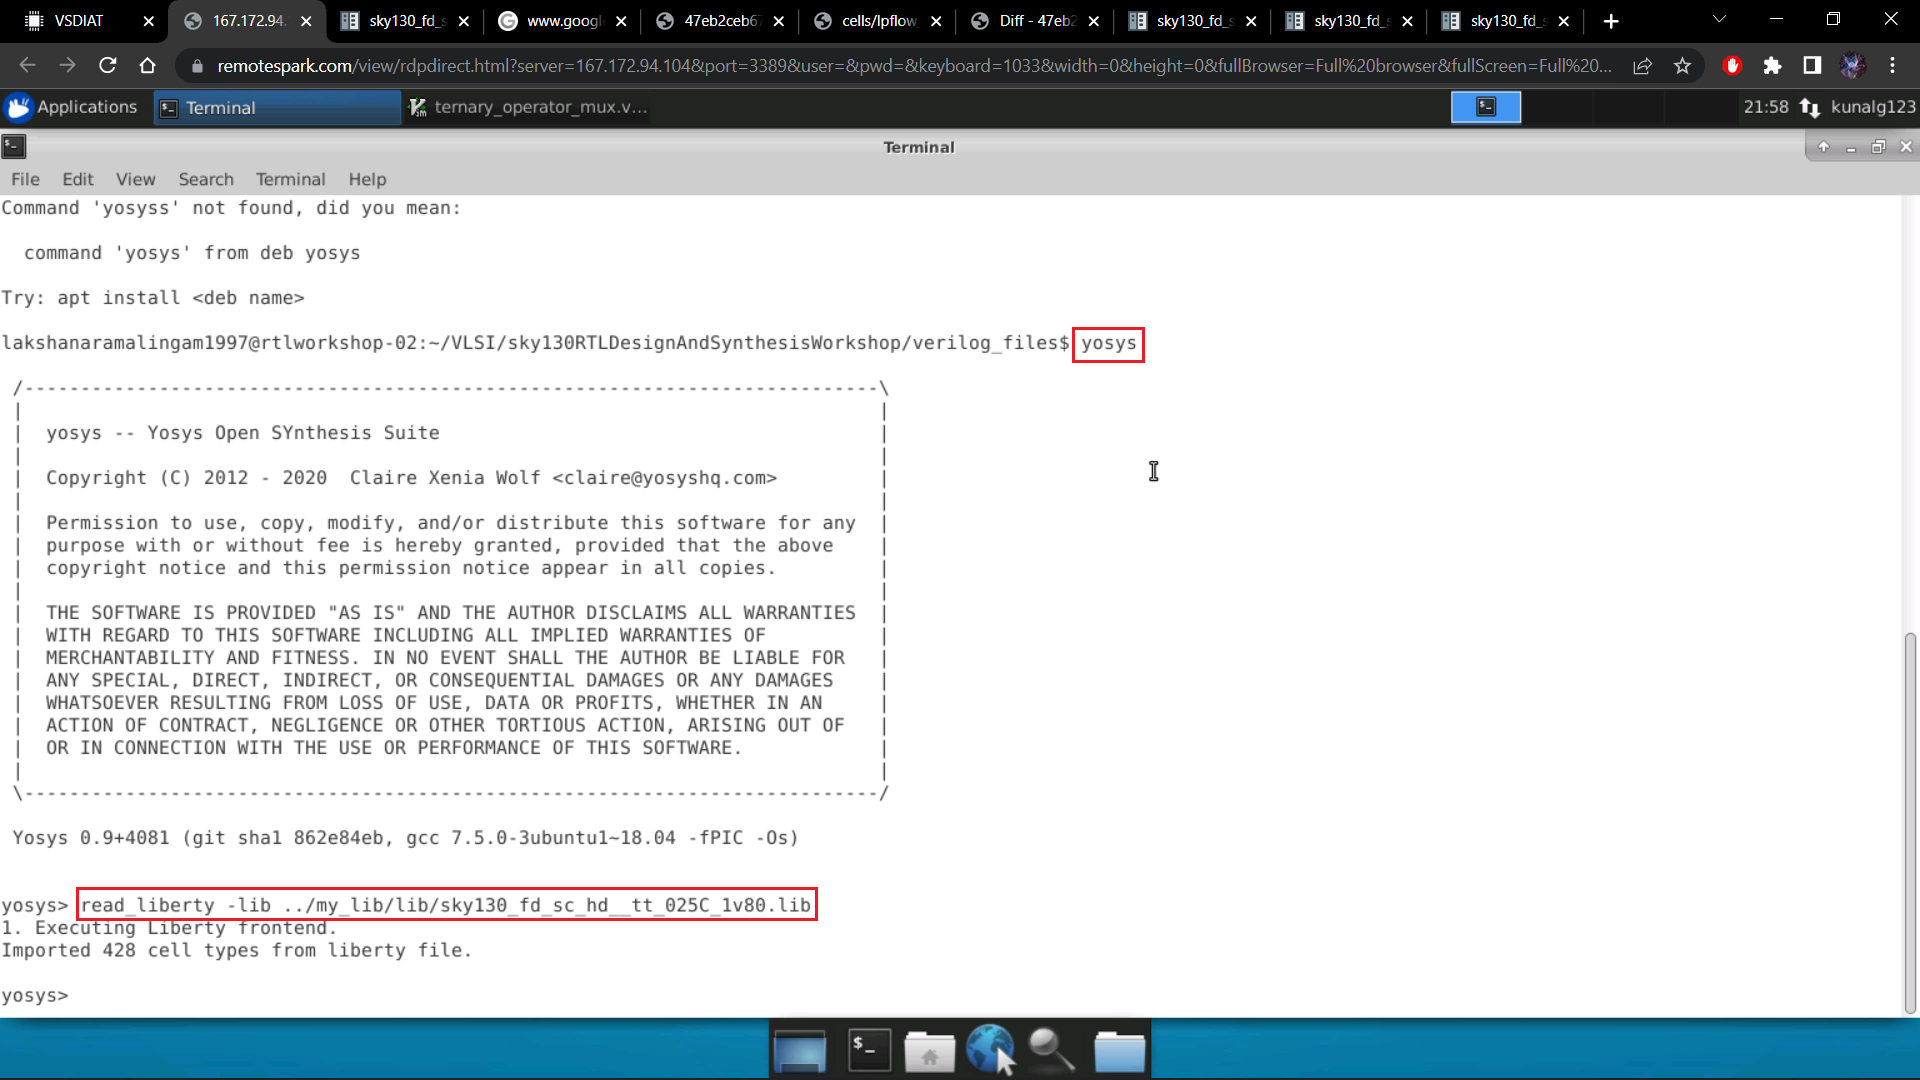 VSDIAT
167.172.94.
sky130_fd_s
www.googl
47eb2ceb67
cells/lpflow
Diff - 47eb2
sky130_fd_s
sky130_fd_s
sky130_fd_s
remotespark.com/view/rdpdirect.html?server=167.172.94.104&port=3389&user=&pwd=&keyboard=1033&width=0&height=0&fullBrowser=Full%20browser&fullScreen=Full%20...
Applications
Terminal
ternary_operator_mux.v...
21:58
kunalg123
Terminal
File Edit View Search Terminal Help
Command 'yosyss' not found, did you mean:
command 'yosys' from deb yosys
Try: apt install <deb name>
lakshanaramalingam1997@rtlworkshop-02:~/VLSI/sky130RTLDesignAndSynthesisWorkshop/verilog_files$ yosys
/----------------------------------------------------------------------------\
| |
| yosys -- Yosys Open SYnthesis Suite |
| |
| Copyright (C) 2012 - 2020 Claire Xenia Wolf <claire@yosyshq.com> |
| |
| Permission to use, copy, modify, and/or distribute this software for any |
| purpose with or without fee is hereby granted, provided that the above |
| copyright notice and this permission notice appear in all copies. |
| |
| THE SOFTWARE IS PROVIDED "AS IS" AND THE AUTHOR DISCLAIMS ALL WARRANTIES |
| WITH REGARD TO THIS SOFTWARE INCLUDING ALL IMPLIED WARRANTIES OF |
| MERCHANTABILITY AND FITNESS. IN NO EVENT SHALL THE AUTHOR BE LIABLE FOR |
| ANY SPECIAL, DIRECT, INDIRECT, OR CONSEQUENTIAL DAMAGES OR ANY DAMAGES |
| WHATSOEVER RESULTING FROM LOSS OF USE, DATA OR PROFITS, WHETHER IN AN |
| ACTION OF CONTRACT, NEGLIGENCE OR OTHER TORTIOUS ACTION, ARISING OUT OF |
| OR IN CONNECTION WITH THE USE OR PERFORMANCE OF THIS SOFTWARE. |
| |
\----------------------------------------------------------------------------/
Yosys 0.9+4081 (git sha1 862e84eb, gcc 7.5.0-3ubuntu1~18.04 -fPIC -Os)
yosys> read_liberty -lib ../my_lib/lib/sky130_fd_sc_hd__tt_025C_1v80.lib
1. Executing Liberty frontend.
Imported 428 cell types from liberty file.
yosys>